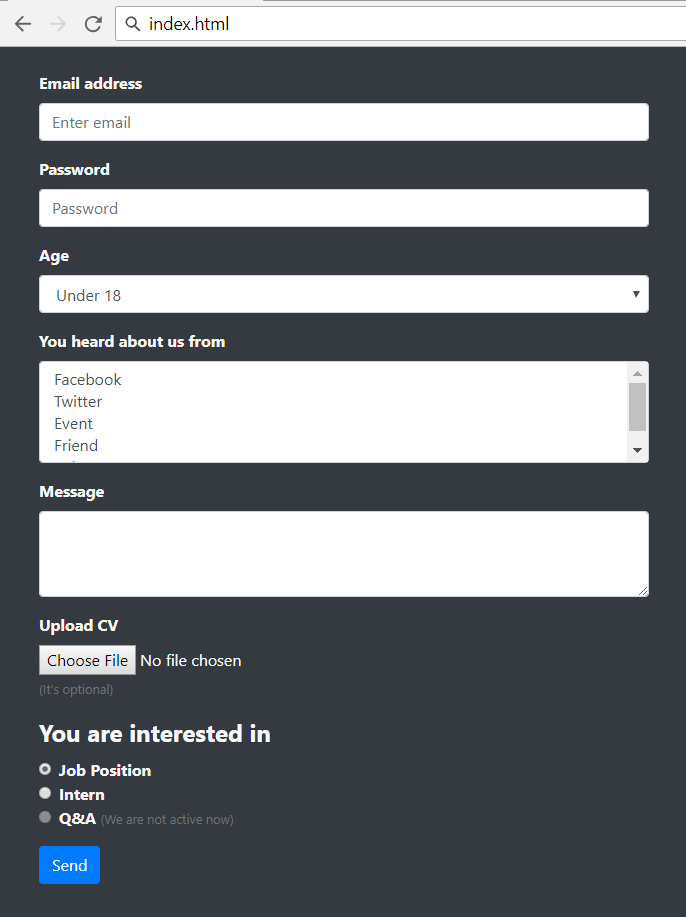 index.html
Email address
Enter email
Password
Password
Age
Under 18
You heard about us from
Facebook
Twitter
Event
Friend
Message
Upload CV
Choose File No file chosen
(It's optional)
You are interested in
Job Position
Intern
Q&A (We are not active now)
Send